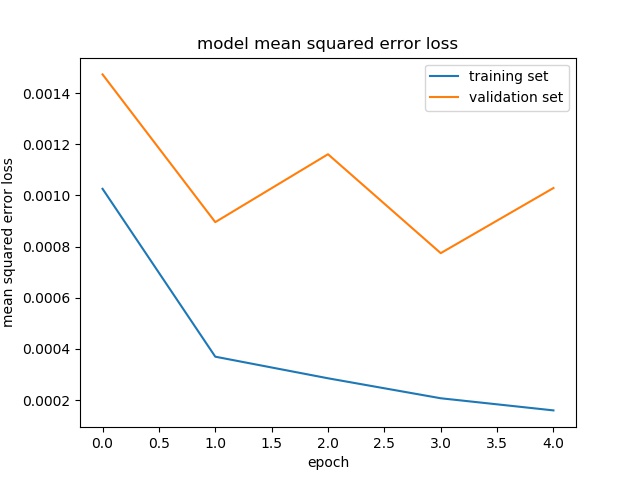 model mean squared error loss
training set
validation set
0.0014
0.0012
0.0010
0.0008
0.0006
0.0004
0.0002
mean squared error loss
0.0 0.5 1.0 1.5 2.0 2.5 3.0 3.5 4.0
epoch